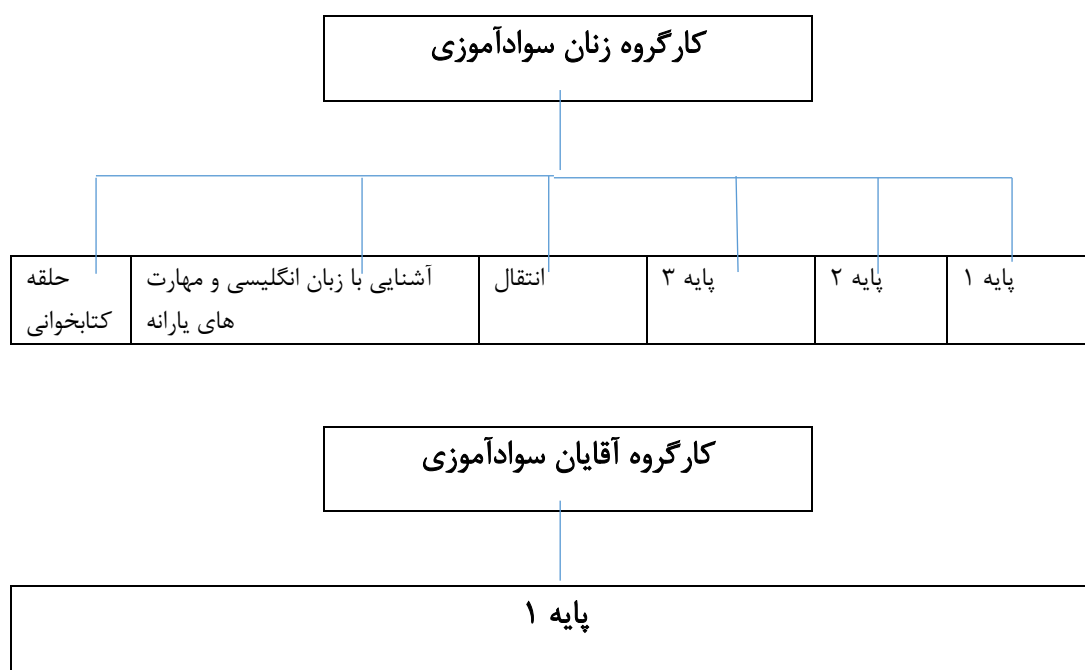 کارگروه زنان سوادآموزی
پایه ۱
پایه ۲
پایه ۳
انتقال
آشنایی با زبان انگلیسی و مهارت
های یارانه
حلقه
کتابخوانی
کارگروه آقایان سوادآموزی
پایه ۱